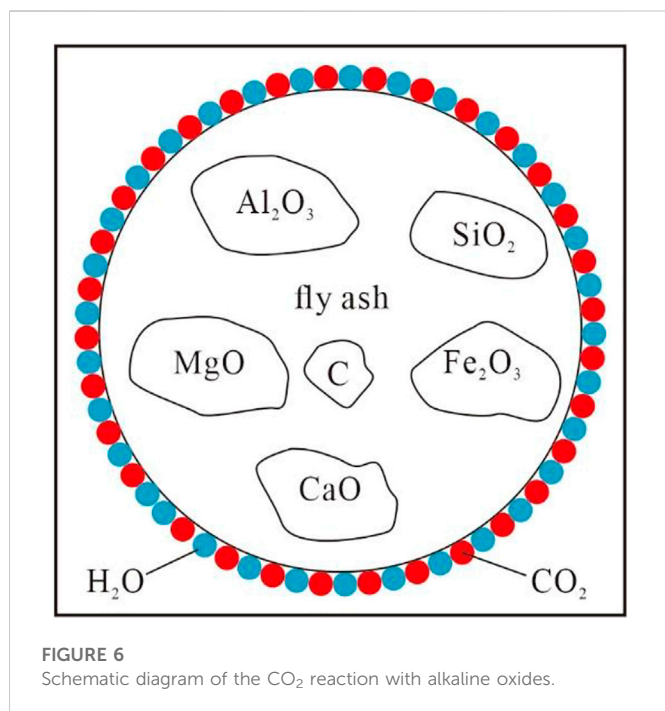 Al₂O₃
SiO₂
fly ash
MgO
C
Fe₂O₃
CaO
H₂O
CO₂
FIGURE 6
Schematic diagram of the CO₂ reaction with alkaline oxides.